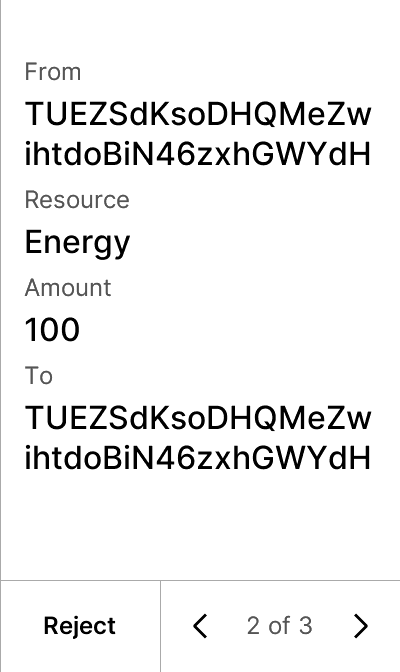 From
TUEZSdKsoDHQMeZw
ihtdoBiN46zxhGWYdH
Resource
Energy
Amount
100
To
TUEZSdKsoDHQMeZw
ihtdoBiN46zxhGWYdH
Reject
2 of 3